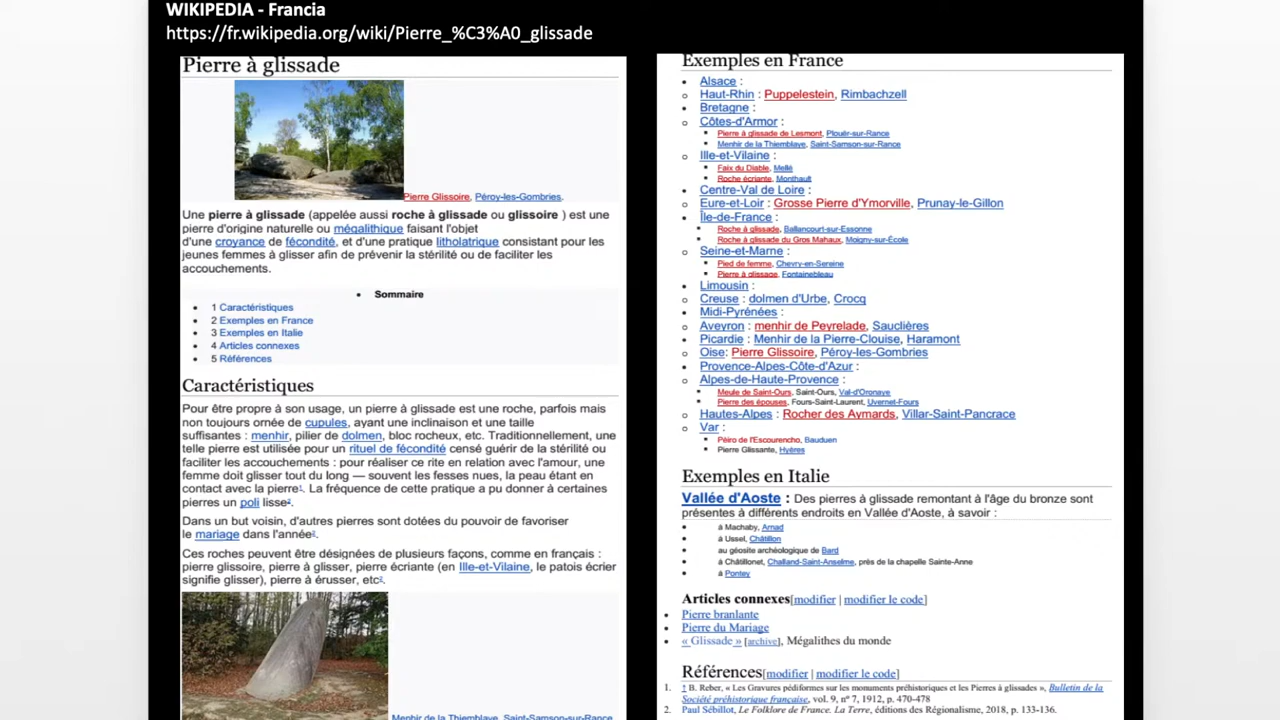 WIKIPEDIA - Francia
https://fr.wikipedia.org/wiki/Pierre_%C3%A0_glissade
Pierre à glissade
Pierre Glissoire, Péroy-les-Gombries.
Une pierre à glissade (appelée aussi roche à glissade ou glissoire ) est une
pierre d'origine naturelle ou mégalithique faisant l'objet
d'une croyance de fécondité, et d'une pratique litholatrique consistant pour les
jeunes femmes à glisser afin de prévenir la stérilité ou de faciliter les
accouchements.
• Sommaire
• 1 Caractéristiques
• 2 Exemples en France
• 3 Exemples en Italie
• 4 Articles connexes
• 5 Références
Caractéristiques
Pour être propre à son usage, un pierre à glissade est une roche, parfois mais
non toujours ornée de cupules, ayant une inclinaison et une taille
suffisantes : menhir, pilier de dolmen, bloc rocheux, etc. Traditionnellement, une
telle pierre est utilisée pour un rituel de fécondité censé guérir de la stérilité ou
faciliter les accouchements : pour réaliser ce rite en relation avec l'amour, une
femme doit glisser tout du long — souvent les fesses nues, la peau étant en
contact avec la pierre1. La fréquence de cette pratique a pu donner à certaines
pierres un poli lisse2.
Dans un but voisin, d'autres pierres sont dotées du pouvoir de favoriser
le mariage dans l'année2.
Ces roches peuvent être désignées de plusieurs façons, comme en français :
pierre glissoire, pierre à glisser, pierre écriante (en Ille-et-Vilaine, le patois écrier
signifie glisser), pierre à érusser, etc2.
Menhir de la Thiemblaye, Saint-Samson-sur-Rance
Exemples en France
• Alsace :
o Haut-Rhin : Puppelestein, Rimbachzell
• Bretagne :
o Côtes-d'Armor :
▪ Pierre à glissade de Lesmont, Plouër-sur-Rance
▪ Menhir de la Thiemblaye, Saint-Samson-sur-Rance
o Ille-et-Vilaine :
▪ Faix du Diable, Mellé
▪ Roche écriante, Monthault
• Centre-Val de Loire :
o Eure-et-Loir : Grosse Pierre d'Ymorville, Prunay-le-Gillon
• Île-de-France :
▪ Roche à glissade, Ballancourt-sur-Essonne
▪ Roche à glissade du Gros Mahaux, Moigny-sur-École
o Seine-et-Marne :
▪ Pied de femme, Chevry-en-Sereine
▪ Pierre à glissage, Fontainebleau
• Limousin :
o Creuse : dolmen d'Urbe, Crocq
• Midi-Pyrénées :
o Aveyron : menhir de Peyrelade, Sauclières
• Picardie : Menhir de la Pierre-Clouise, Haramont
o Oise: Pierre Glissoire, Péroy-les-Gombries
• Provence-Alpes-Côte-d'Azur :
o Alpes-de-Haute-Provence :
▪ Meule de Saint-Ours, Saint-Ours, Val-d'Oronaye
▪ Pierre des épouses, Fours-Saint-Laurent, Uvernet-Fours
o Hautes-Alpes : Rocher des Aymards, Villar-Saint-Pancrace
o Var :
▪ Pèiro de l'Escourencho, Bauduen
▪ Pierre Glissante, Hyères
Exemples en Italie
Vallée d'Aoste : Des pierres à glissade remontant à l'âge du bronze sont
présentes à différents endroits en Vallée d'Aoste, à savoir :
• à Machaby, Arnad
• à Ussel, Châtillon
• au géosite archéologique de Bard
• à Châtillonet, Challand-Saint-Anselme, près de la chapelle Sainte-Anne
• à Pontey
Articles connexes[modifier | modifier le code]
• Pierre branlante
• Pierre du Mariage
• « Glissade » [archive], Mégalithes du monde
Références[modifier | modifier le code]
1. ↑ B. Reber, « Les Gravures pédiformes sur les monuments préhistoriques et les Pierres à glissades », Bulletin de la
Société préhistorique française, vol. 9, nº 7, 1912, p. 470-478
2. Paul Sébillot, Le Folklore de France. La Terre, éditions des Régionalisme, 2018, p. 133-136.